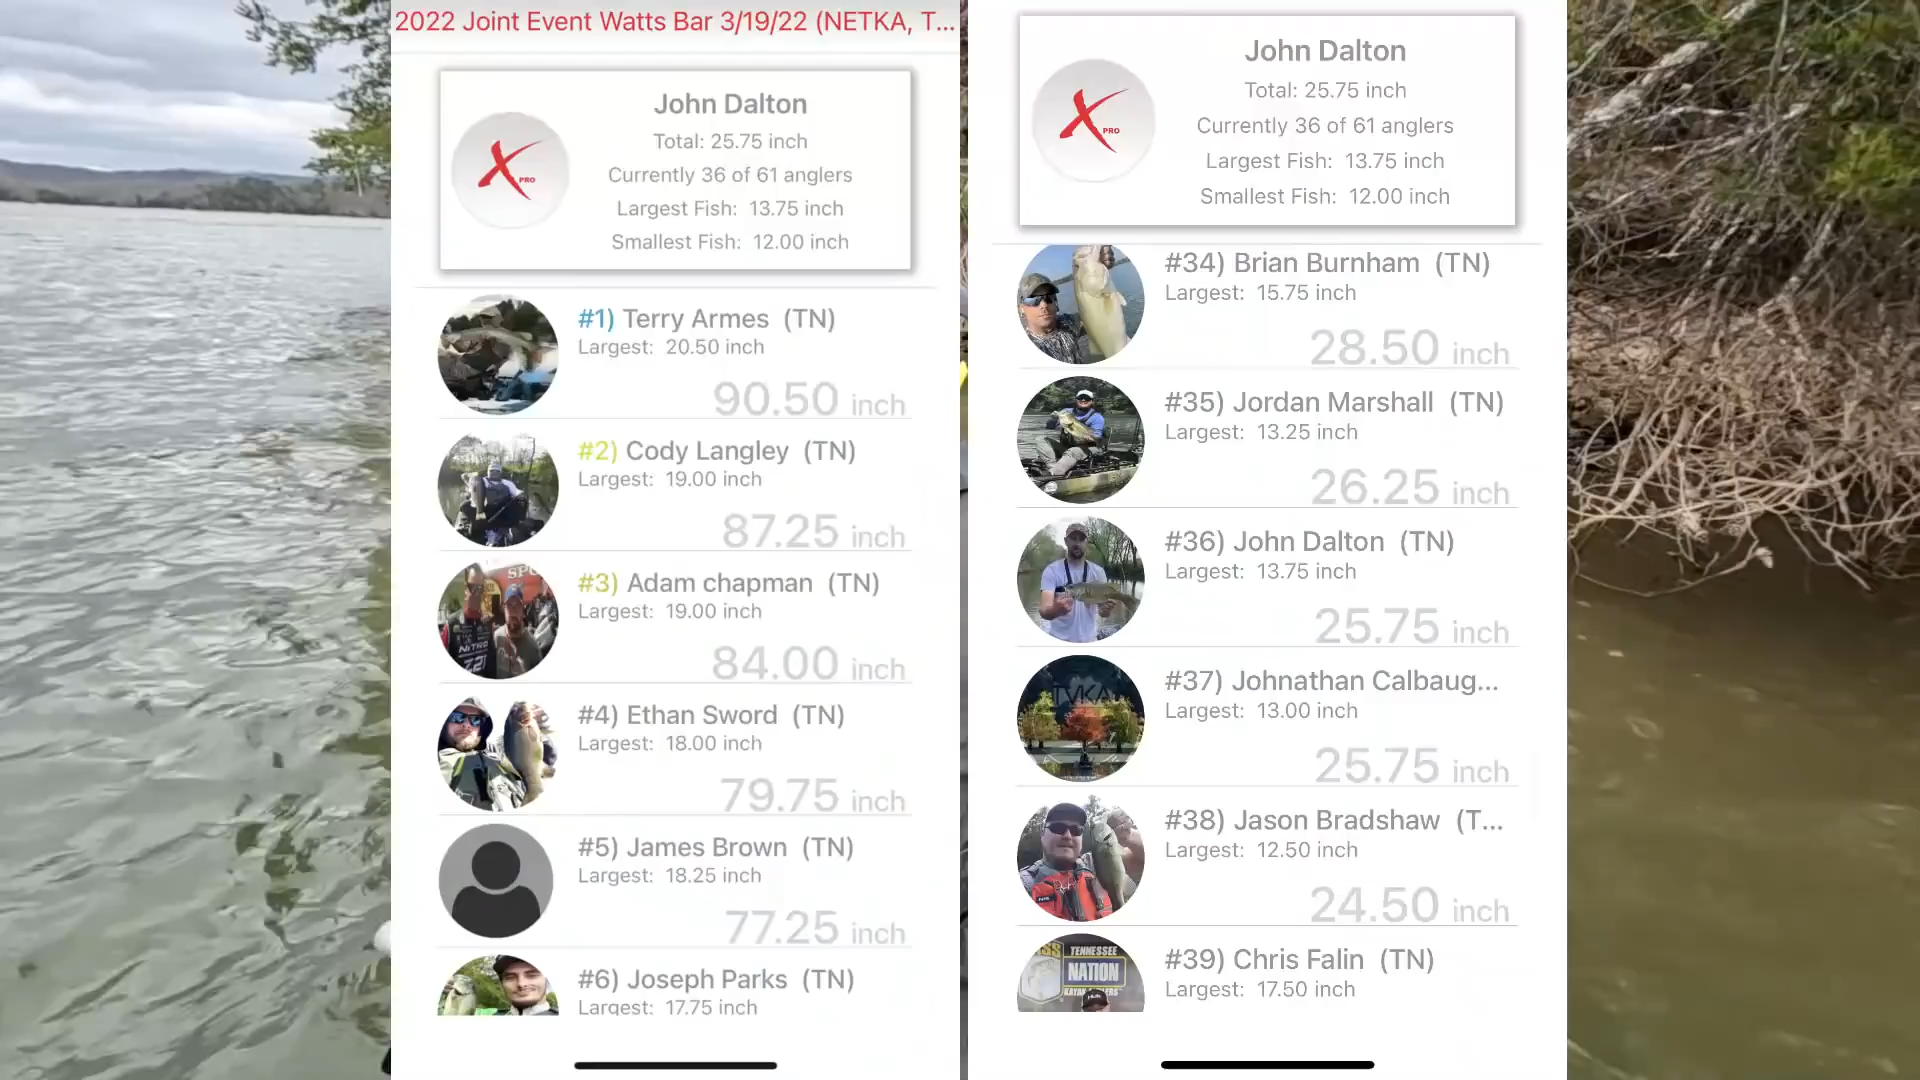 2022 Joint Event Watts Bar 3/19/22 (NETKA, T...
John Dalton
Total: 25.75 inch
Currently 36 of 61 anglers
Largest Fish: 13.75 inch
Smallest Fish: 12.00 inch
X PRO
#1) Terry Armes (TN)
Largest: 20.50 inch
90.50 inch
#2) Cody Langley (TN)
Largest: 19.00 inch
87.25 inch
#3) Adam chapman (TN)
Largest: 19.00 inch
84.00 inch
NITRO
Z21
#4) Ethan Sword (TN)
Largest: 18.00 inch
79.75 inch
#5) James Brown (TN)
Largest: 18.25 inch
77.25 inch
#6) Joseph Parks (TN)
Largest: 17.75 inch
John Dalton
Total: 25.75 inch
Currently 36 of 61 anglers
Largest Fish: 13.75 inch
Smallest Fish: 12.00 inch
X PRO
#34) Brian Burnham (TN)
Largest: 15.75 inch
28.50 inch
#35) Jordan Marshall (TN)
Largest: 13.25 inch
26.25 inch
#36) John Dalton (TN)
Largest: 13.75 inch
25.75 inch
#37) Johnathan Calbaug...
Largest: 13.00 inch
25.75 inch
TVKA
#38) Jason Bradshaw (T...
Largest: 12.50 inch
24.50 inch
#39) Chris Falin (TN)
Largest: 17.50 inch
TENNESSEE
NATION